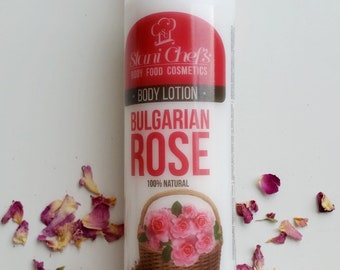 Stani Chef's
BODY FOOD COSMETICS
· BODY LOTION ·
BULGARIAN
ROSE
100% NATURAL